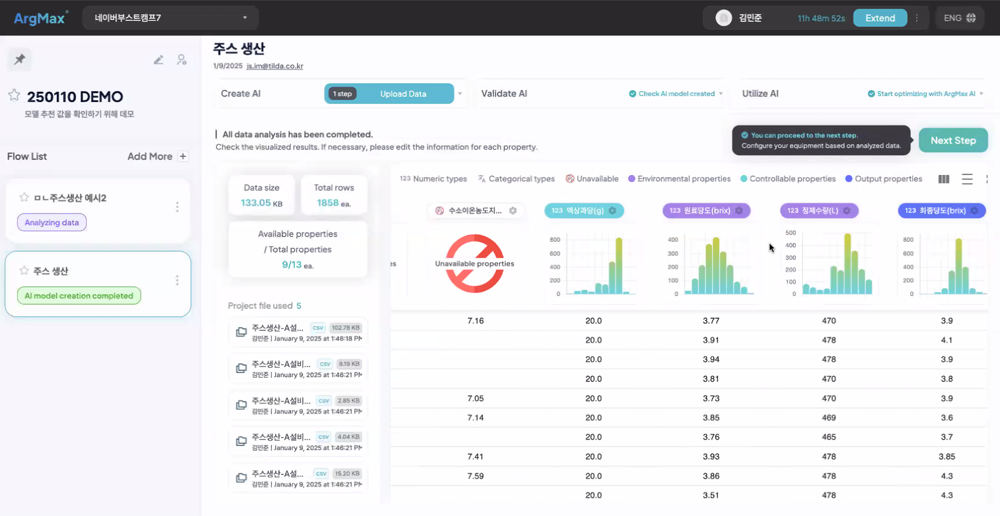 ArgMax
네이버부스트캠프7
김민준
11h 48m 52s
Extend
ENG
250110 DEMO
모델 추천 값을 확인하기 위해 데모
Flow List
Add More +
ㅁㄴ주스생산 예시2
Analyzing data
주스 생산
AI model creation completed
주스 생산
1/9/2025 js.im@tilda.co.kr
Create AI
1 step Upload Data
Validate AI
Check AI model created
Utilize AI
Start optimizing with ArgMax AI
All data analysis has been completed.
Check the visualized results. If necessary, please edit the information for each property.
You can proceed to the next step.
Configure your equipment based on analyzed data.
Next Step
Data size
133.05 KB
Total rows
1858 ea.
Available properties
/ Total properties
9/13 ea.
Project file used 5
주스생산-A설... CSV 102.78 KB
김민준 | January 9, 2025 at 1:46:18 PM
주스생산-A설비... CSV 8.19 KB
김민준 | January 9, 2025 at 1:46:21 PM
주스생산-A설비... CSV 2.85 KB
김민준 | January 9, 2025 at 1:46:21 PM
주스생산-A설비... CSV 4.04 KB
김민준 | January 9, 2025 at 1:46:21 PM
주스생산-A설... CSV 15.20 KB
김민준 | January 9, 2025 at 1:46:21 PM
123 Numeric types Categorical types Unavailable Environmental properties Controllable properties Output properties
수소이온농도지... 123 액상과당(g) 123 원료당도(brix) 123 정제수량(L) 123 최종당도(brix)
es
Unavailable properties
800
600
400
200
0
400
300
200
100
0
500
400
300
200
100
0
800
600
400
200
0
7.16 20.0 3.77 470 3.9
20.0 3.91 478 4.1
20.0 3.94 478 3.9
20.0 3.81 470 3.8
7.05 20.0 3.73 470 3.9
7.14 20.0 3.85 469 3.6
20.0 3.76 465 3.7
7.41 20.0 3.93 478 3.85
7.59 20.0 3.86 478 4.3
20.0 3.51 478 4.3